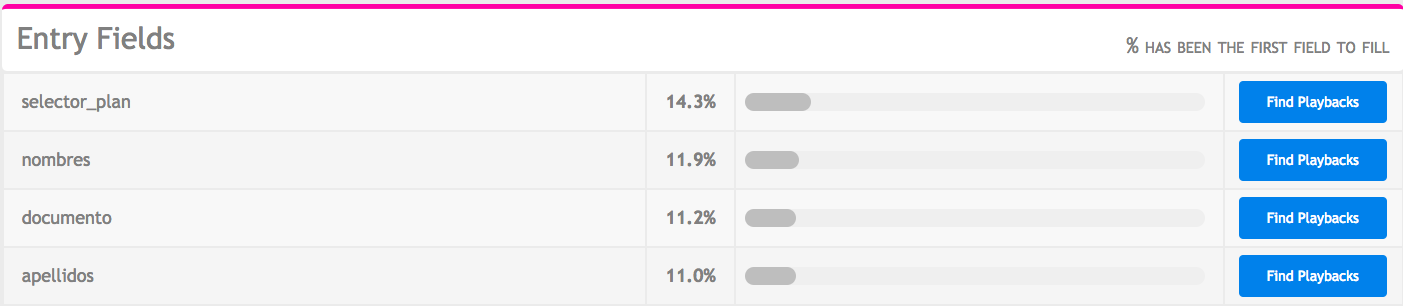 Entry Fields
% HAS BEEN THE FIRST FIELD TO FILL
selector_plan 14.3% Find Playbacks
nombres 11.9% Find Playbacks
documento 11.2% Find Playbacks
apellidos 11.0% Find Playbacks